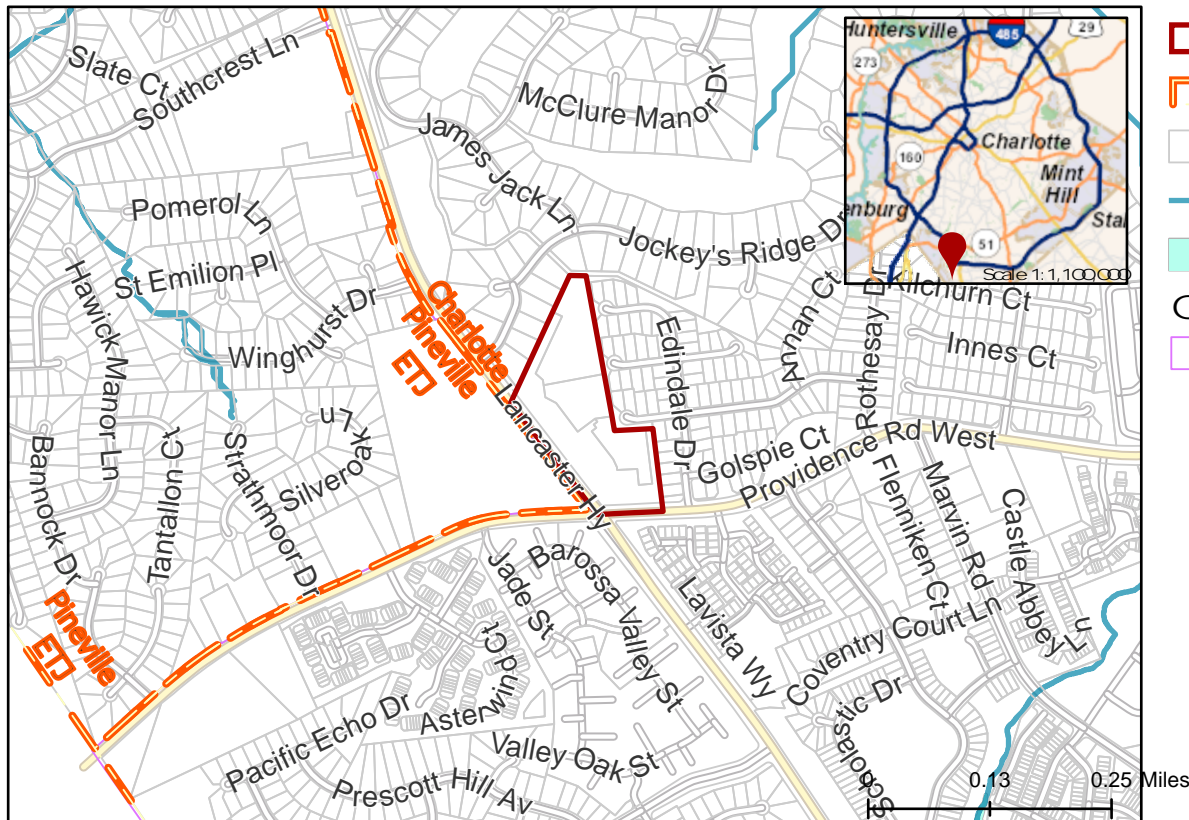 Slate Ct
Southcrest Ln
McClure Manor Dr
James Jack Ln
Jockey's Ridge Dr
Huntersville
485
29
273
Charlotte
160
Mint
Hill
enburg
51
Scale 1: 1,100,000
Pomerol Ln
St Emilion Pl
Hawick Manor Ln
Winghurst Dr
Charlotte
Pineville
ETJ
Lancaster Hy
Edindale Dr
Annan Ct
Rothesay Dr
Kilchurn Ct
Innes Ct
Bannock Dr
Tantallon Ct
Strathmoor Dr
Silveroak Ln
Golspie Ct
Providence Rd West
Flenniken Ct
Marvin Rd
Castle Abbey Ln
Pineville
ETJ
Jade St
Barossa Valley St
Lavista Wy
Coventry Court Ln
Asterwind Ct
Pacific Echo Dr
Valley Oak St
Prescott Hill Av
Scholastic Dr
0
0.13
0.25 Miles